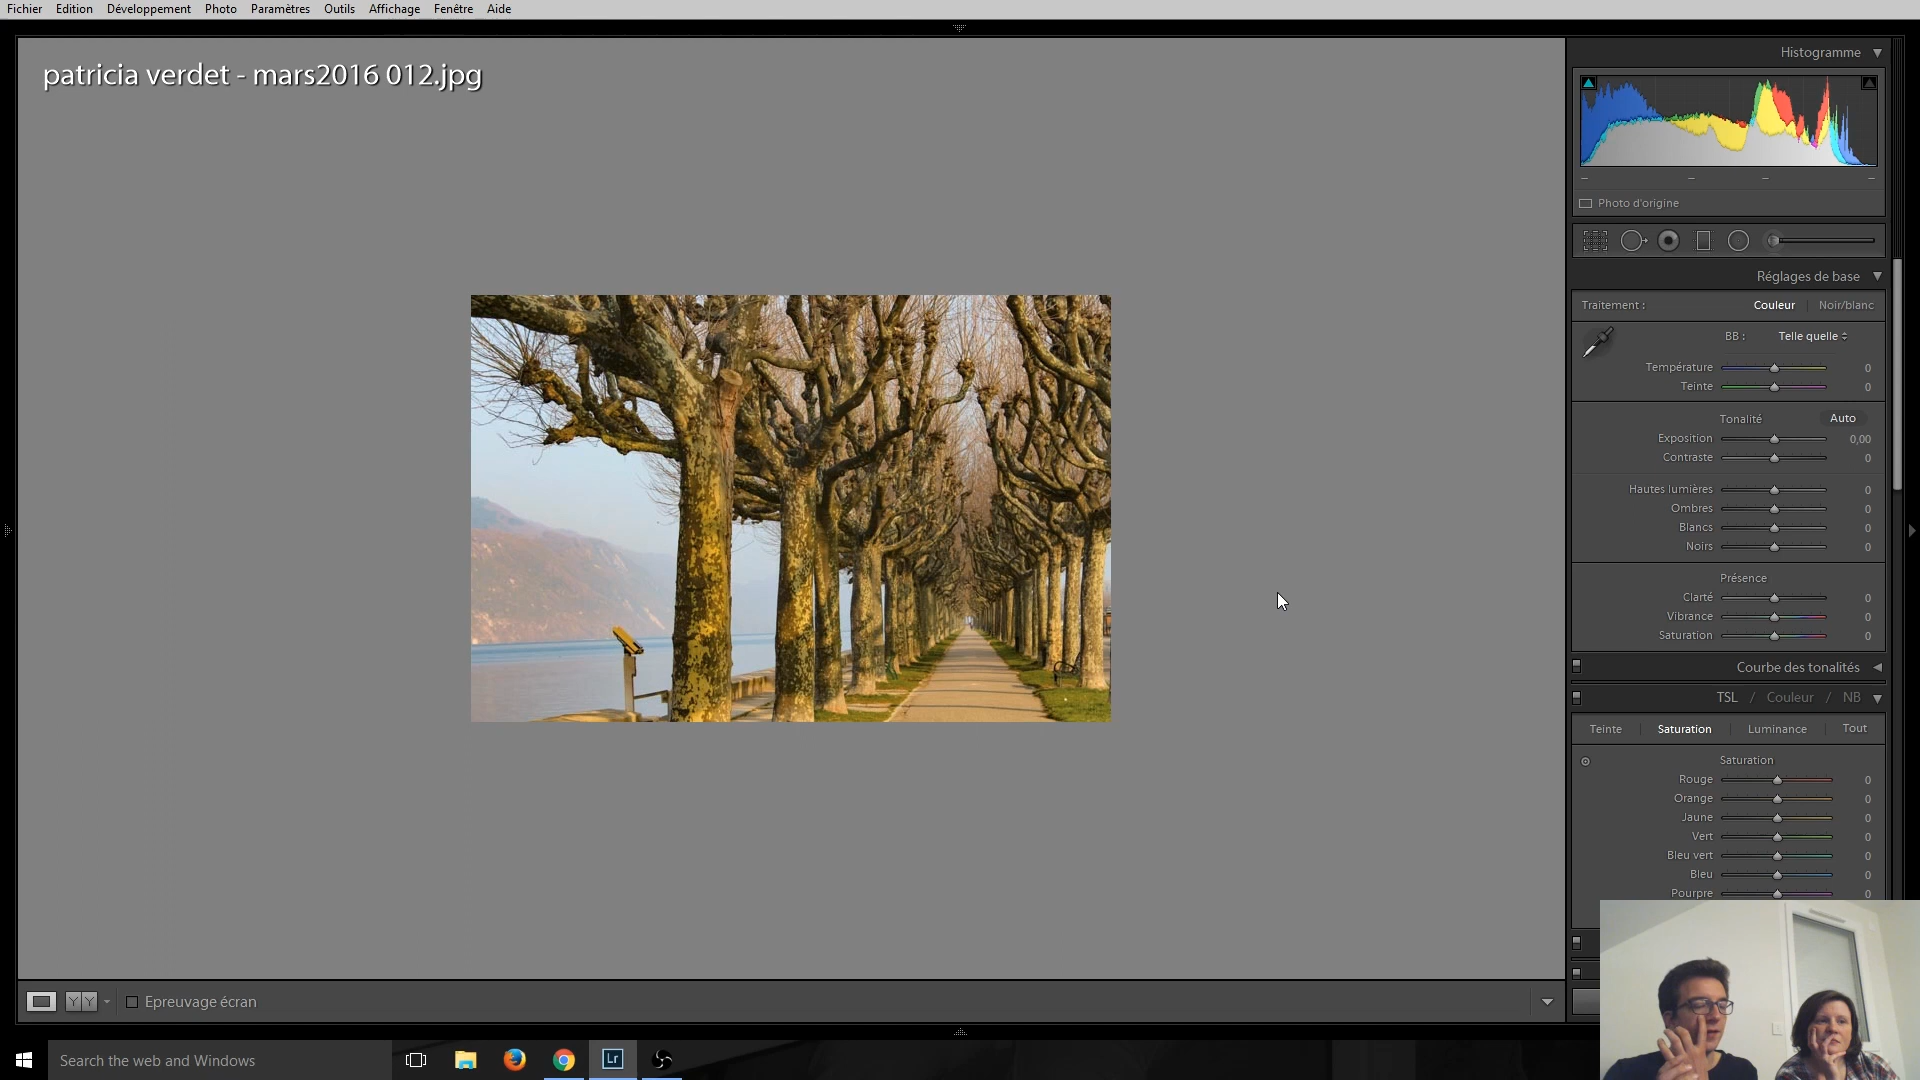 Fichier Edition Développement Photo Paramètres Outils Affichage Fenêtre Aide
patricia verdet - mars2016 012.jpg
Histogramme
Photo d'origine
Réglages de base
Traitement : Couleur Noir/blanc
BB : Telle quelle
Température 0
Teinte 0
Tonalité Auto
Exposition 0,00
Contraste 0
Hautes lumières 0
Ombres 0
Blancs 0
Noirs 0
Présence
Clarté 0
Vibrance 0
Saturation 0
Courbe des tonalités
TSL / Couleur / NB
Teinte Saturation Luminance Tout
Saturation
Rouge 0
Orange 0
Jaune 0
Vert 0
Bleu vert 0
Bleu 0
Pourpre 0
YY Epreuvage écran
Search the web and Windows
Lr